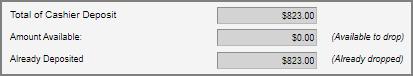 Total of Cashier Deposit $823.00
Amount Available: $0.00 (Available to drop)
Already Deposited $823.00 (Already dropped)